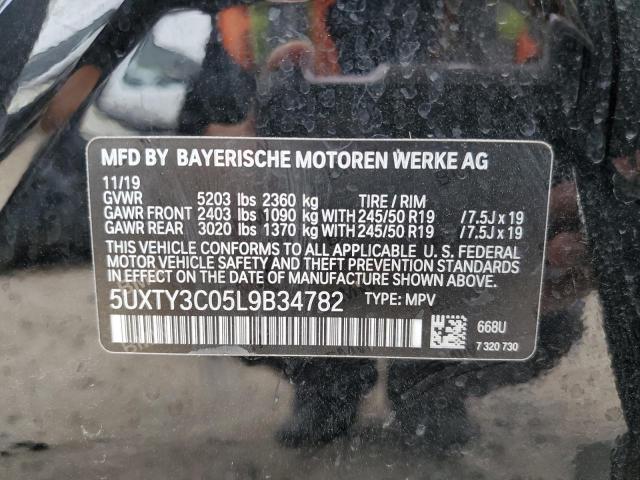 MFD BY BAYERISCHE MOTOREN WERKE AG
11/19
GVWR 5203 lbs 2360 kg TIRE / RIM
GAWR FRONT 2403 lbs 1090 kg WITH 245/50 R19 /7.5J x 19
GAWR REAR 3020 lbs 1370 kg WITH 245/50 R19 /7.5J x 19
THIS VEHICLE CONFORMS TO ALL APPLICABLE U. S. FEDERAL
MOTOR VEHICLE SAFETY, BUMPER, AND THEFT PREVENTION
STANDARDS IN EFFECT ON THE DATE OF MANUFACTURE SHOWN
ABOVE.
5UXTY3C05L9B34782 TYPE: MPV
668U
7 320 730